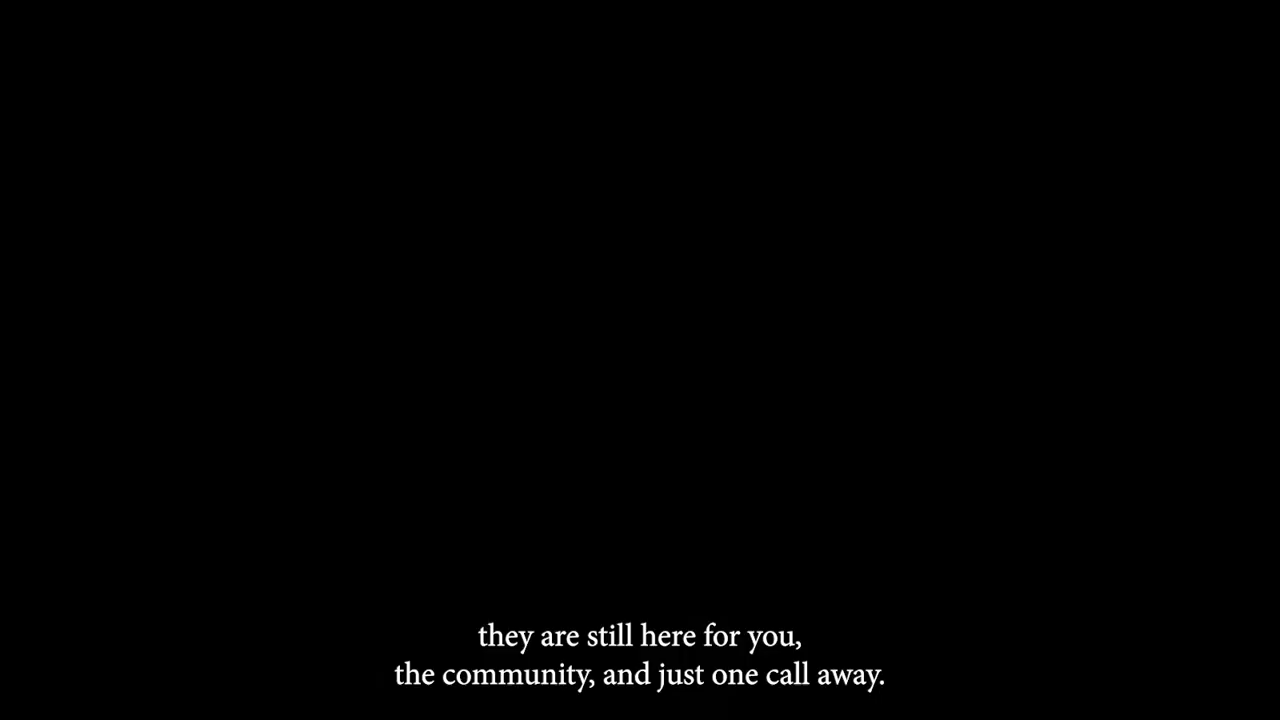 they are still here for you,
the community, and just one call away.